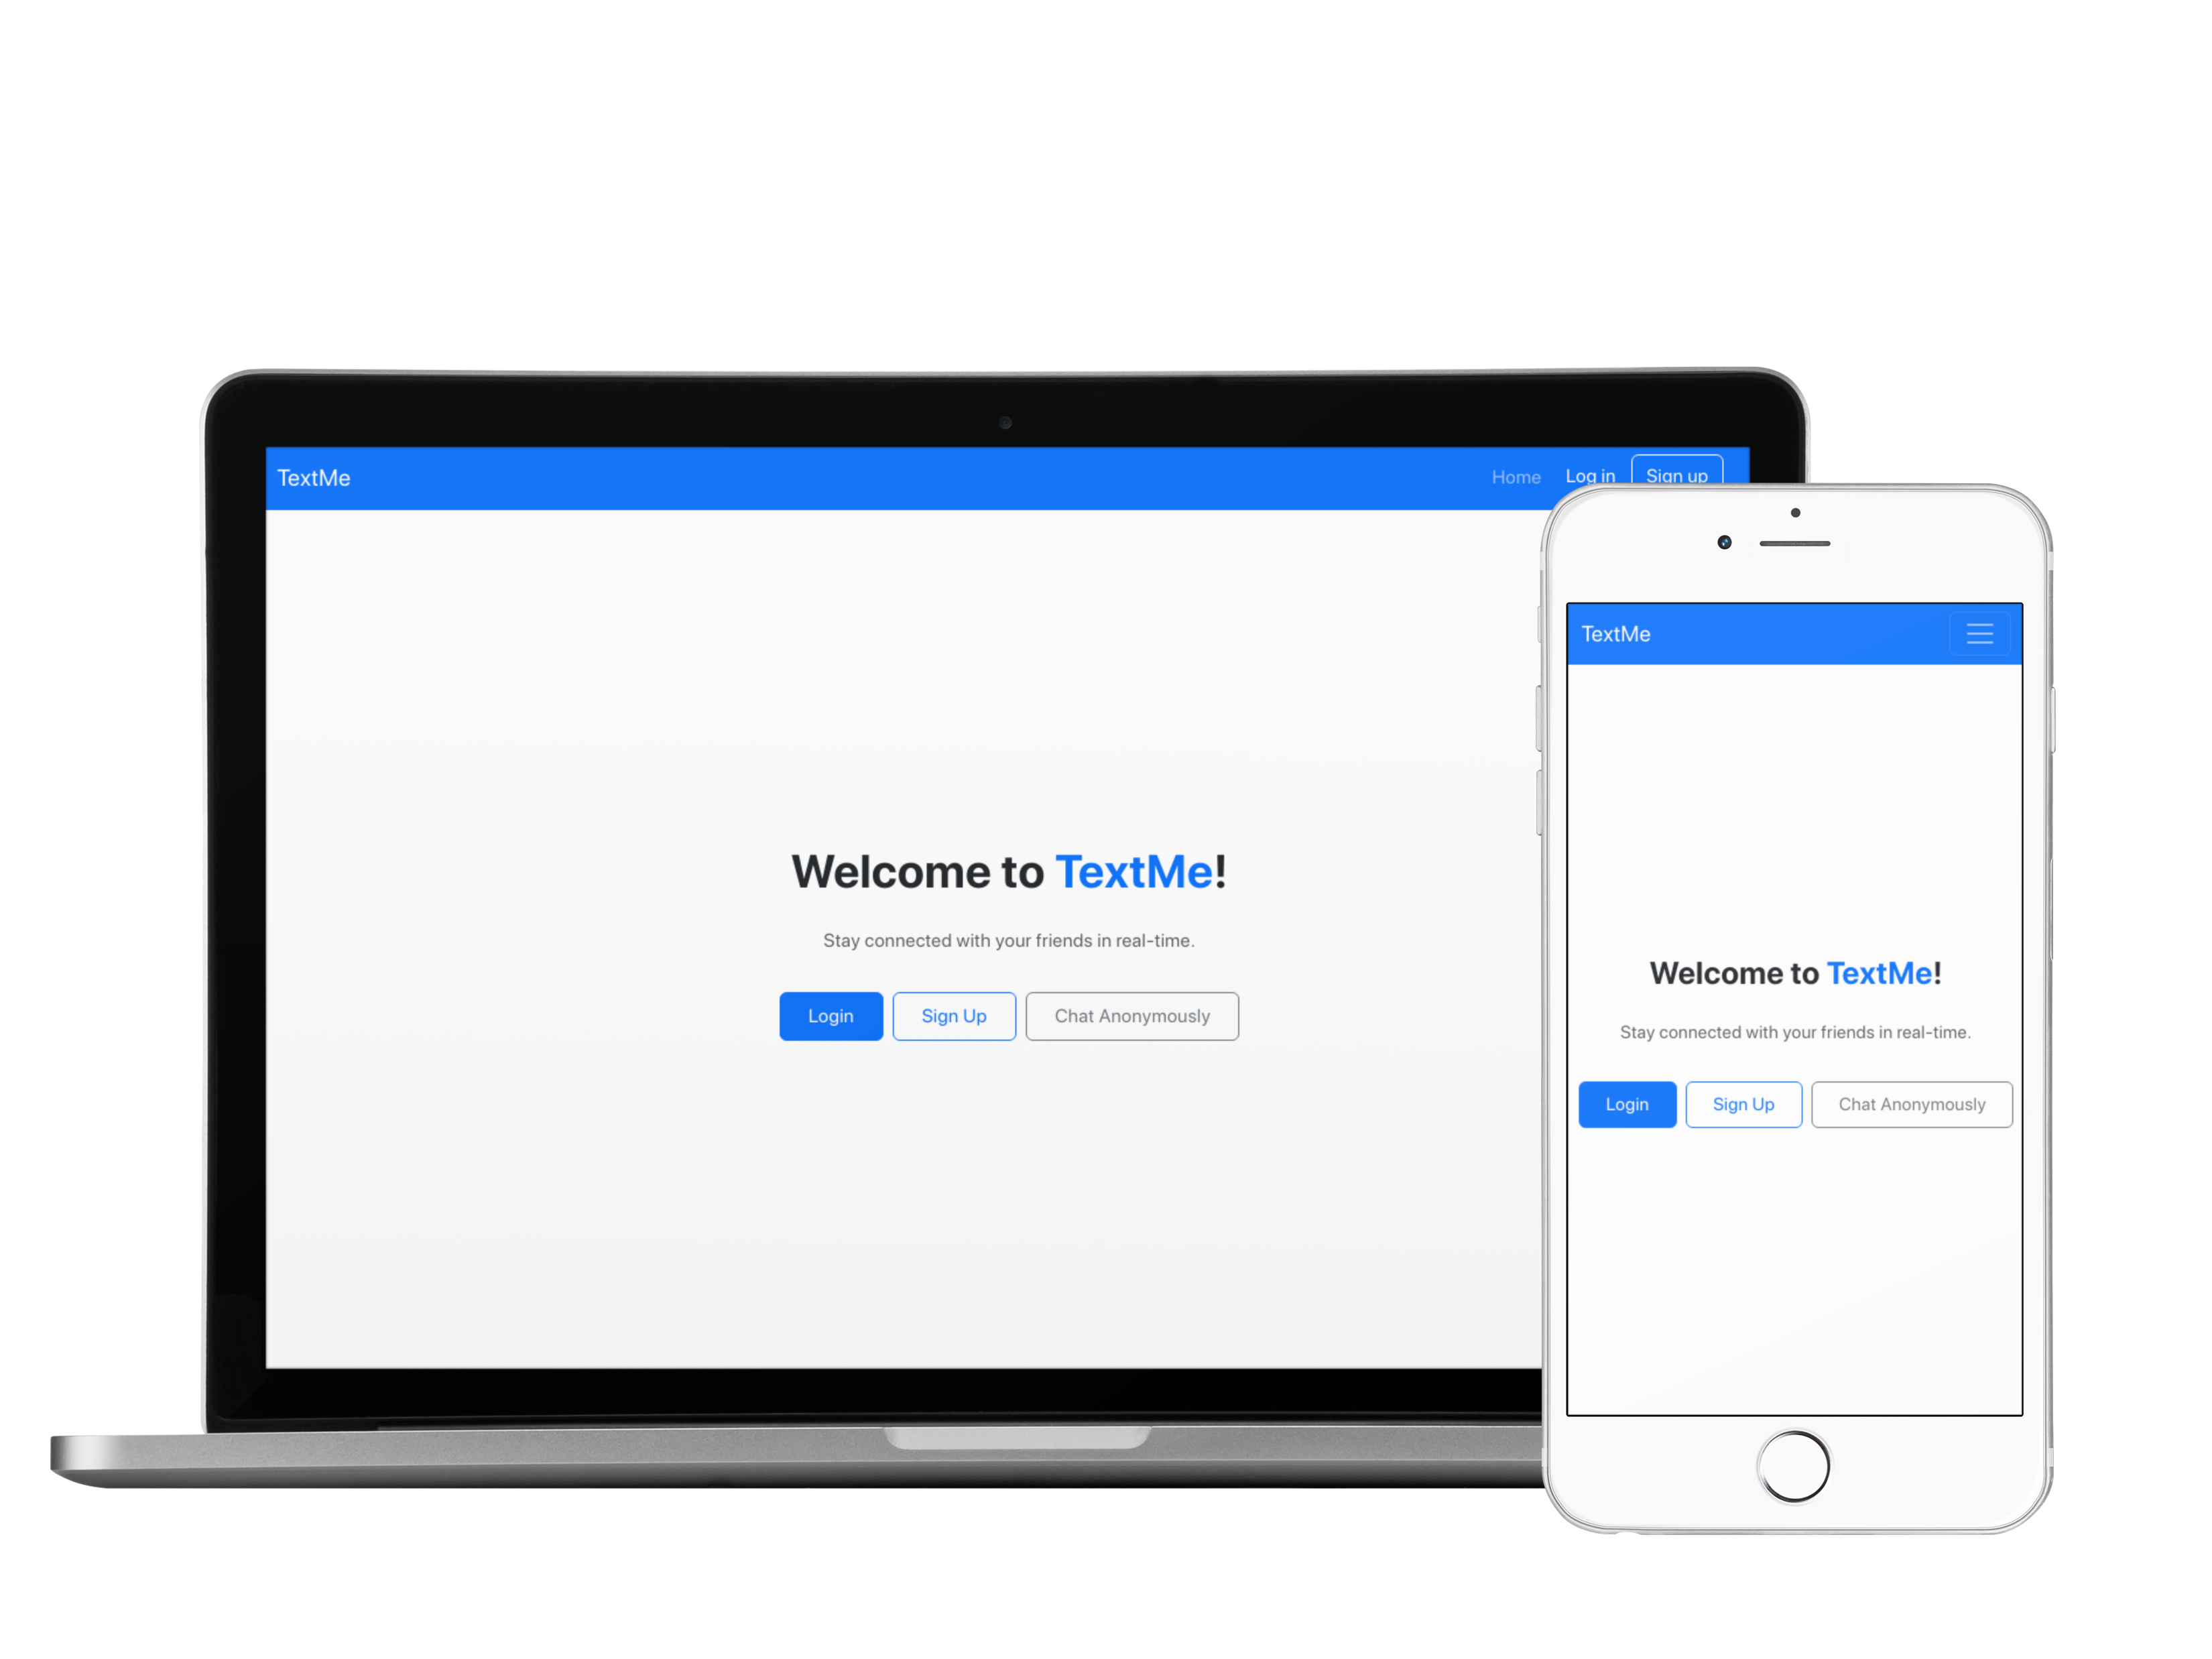 TextMe Home Log in Sign up
Welcome to TextMe!
Stay connected with your friends in real-time.
Login Sign Up Chat Anonymously
TextMe
Welcome to TextMe!
Stay connected with your friends in real-time.
Login Sign Up Chat Anonymously